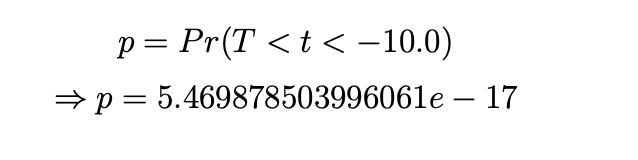 p = Pr(T < t < −10.0)
⇒ p = 5.469878503996061e − 17